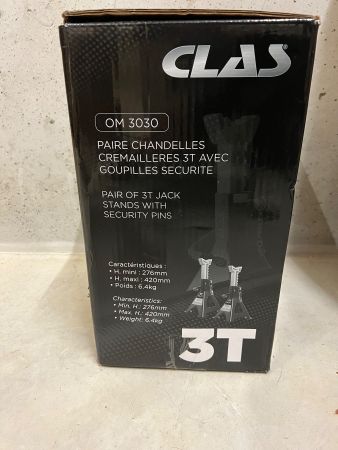 CLAS
OM 3030
PAIRE CHANDELLES
CREMAILLERES 3T AVEC
GOUPILLES SECURITE
PAIR OF 3T JACK
STANDS WITH
SECURITY PINS
Caractéristiques :
• H. mini : 276mm
• H. maxi : 420mm
• Poids : 6.4kg
Characteristics:
• Min. H.: 276mm
• Max. H.: 420mm
• Weight: 6.4kg
3T